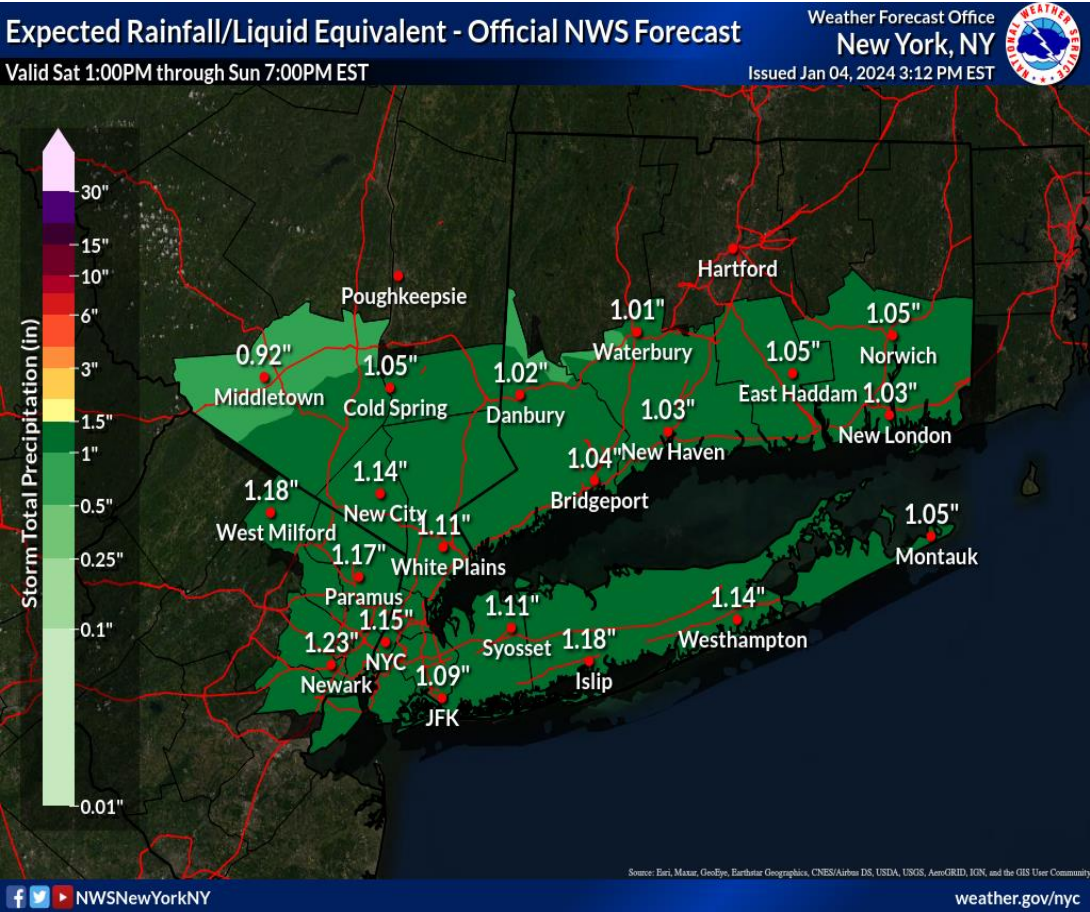 Expected Rainfall/Liquid Equivalent - Official NWS Forecast
Valid Sat 1:00PM through Sun 7:00PM EST
Weather Forecast Office
New York, NY
Issued Jan 04, 2024 3:12 PM EST
NATIONAL WEATHER SERVICE
Storm Total Precipitation (in)
30"
15"
10"
6"
3"
1.5"
1"
0.5"
0.25"
0.1"
0.01"
Poughkeepsie
Hartford
0.92"
Middletown
1.05"
Cold Spring
1.02"
Danbury
1.01"
Waterbury
1.05"
East Haddam
1.05"
Norwich
1.03"
New London
1.03"
New Haven
1.04"
Bridgeport
1.14"
New City
1.18"
West Milford
1.11"
White Plains
1.17"
Paramus
1.15"
NYC
1.23"
Newark
1.09"
JFK
1.11"
Syosset
1.18"
Islip
1.14"
Westhampton
1.05"
Montauk
Source: Esri, Maxar, GeoEye, Earthstar Geographics, CNES/Airbus DS, USDA, USGS, AeroGRID, IGN, and the GIS User Community
NWSNewYorkNY
weather.gov/nyc